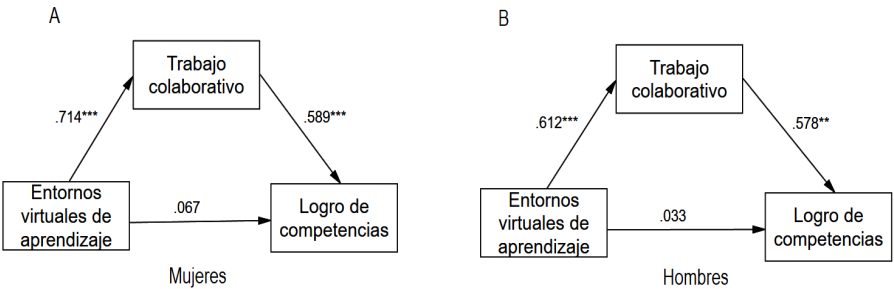 A
Trabajo
colaborativo
.714***
.589***
Entornos
virtuales de
aprendizaje
.067
Logro de
competencias
Mujeres
B
Trabajo
colaborativo
.612***
.578**
Entornos
virtuales de
aprendizaje
.033
Logro de
competencias
Hombres